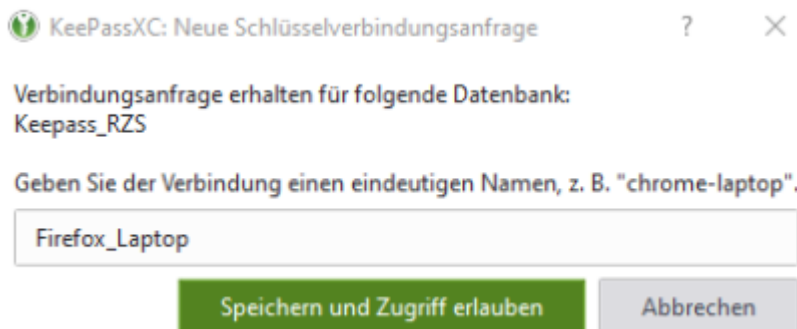 KeePassXC: Neue Schlüsselverbindungsanfrage ?
Verbindungsanfrage erhalten für folgende Datenbank:
Keepass_RZS
Geben Sie der Verbindung einen eindeutigen Namen, z. B. "chrome-laptop".
Firefox_Laptop
Speichern und Zugriff erlauben Abbrechen